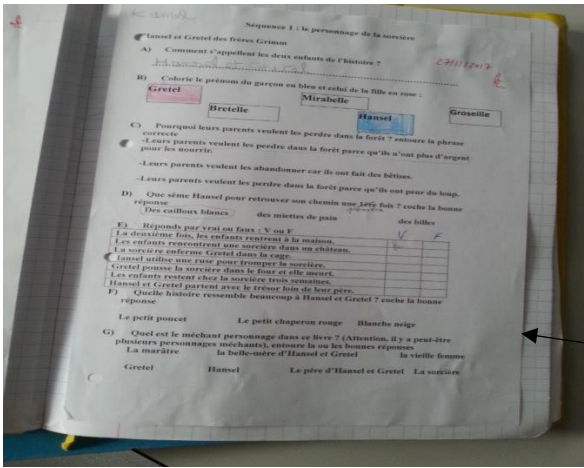 Séquence 1 : le personnage de la sorcière
Hansel et Gretel des frères Grimm
27/11/2017
A) Comment s'appellent les deux enfants de l'histoire ?
Hansel et Gretel
B) Colorie le prénom du garçon en bleu et celui de la fille en rose :
Gretel
Mirabelle
Groseille
Bretelle
Hansel
C) Pourquoi leurs parents veulent les perdre dans la forêt ? entoure la phrase
correcte
-Leurs parents veulent les perdre dans la forêt parce qu'ils n'ont plus d'argent
pour les nourrir.
-Leurs parents veulent les abandonner car ils ont fait des bêtises.
-Leurs parents veulent les perdre dans la forêt parce qu'ils ont peur du loup.
D) Que sème Hansel pour retrouver son chemin une 1ère fois ? coche la bonne
réponse
Des cailloux blancs des miettes de pain des billes
E) Réponds par vrai ou faux : V ou F
V F
La deuxième fois, les enfants rentrent à la maison.
Les enfants rencontrent une sorcière dans un château.
La sorcière enferme Gretel dans la cage.
Hansel utilise une ruse pour tromper la sorcière.
Gretel pousse la sorcière dans le four et elle meurt.
Les enfants restent chez la sorcière trois semaines.
Hansel et Gretel partent avec le trésor loin de leur père.
F) Quelle histoire ressemble beaucoup à Hansel et Gretel ? coche la bonne
réponse
Le petit poucet Le petit chaperon rouge Blanche neige
G) Quel est le méchant personnage dans ce livre ? (Attention, il y a peut-être
plusieurs personnages méchants), entoure la ou les bonnes réponses
La marâtre la belle-mère d'Hansel et Gretel la vieille femme
Gretel Hansel Le père d'Hansel et Gretel La sorcière